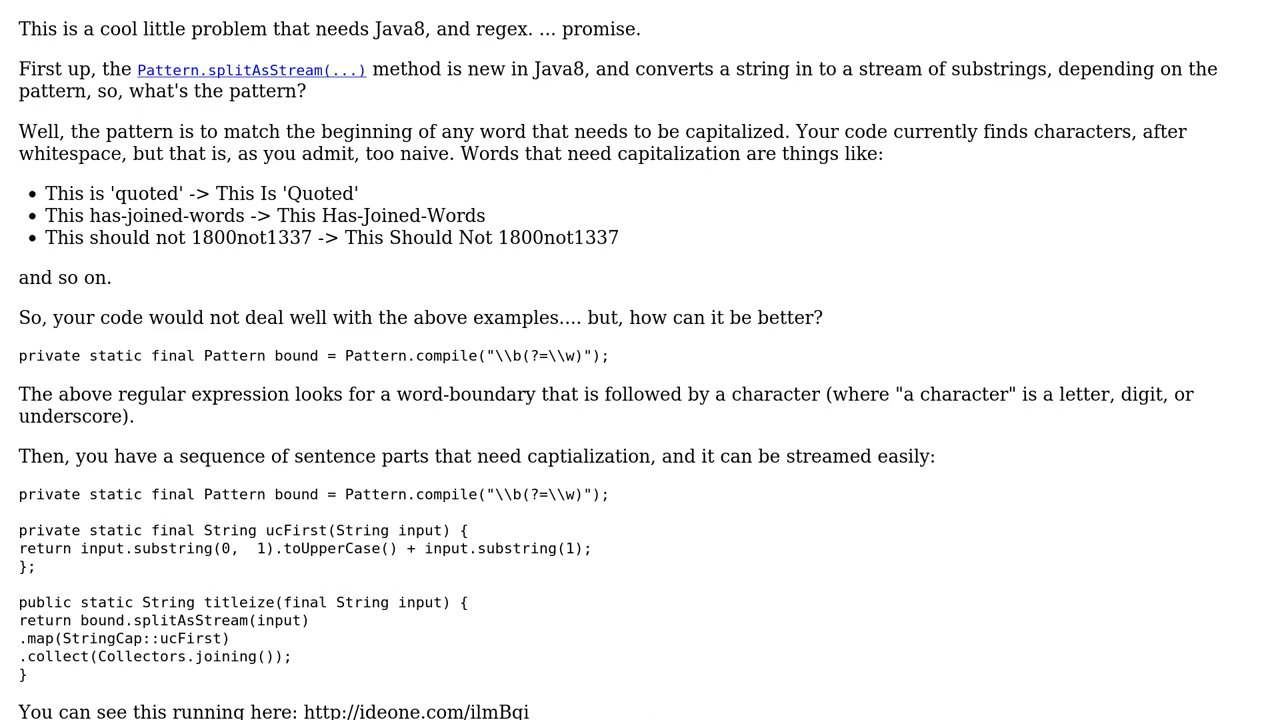 This is a cool little problem that needs Java8, and regex. ... promise.
First up, the Pattern.splitAsStream(...) method is new in Java8, and converts a string in to a stream of substrings, depending on the
pattern, so, what's the pattern?
Well, the pattern is to match the beginning of any word that needs to be capitalized. Your code currently finds characters, after
whitespace, but that is, as you admit, too naive. Words that need capitalization are things like:
• This is 'quoted' -> This Is 'Quoted'
• This has-joined-words -> This Has-Joined-Words
• This should not 1800not1337 -> This Should Not 1800not1337
and so on.
So, your code would not deal well with the above examples.... but, how can it be better?
private static final Pattern bound = Pattern.compile("\\b(?=\\w)");
The above regular expression looks for a word-boundary that is followed by a character (where "a character" is a letter, digit, or
underscore).
Then, you have a sequence of sentence parts that need captialization, and it can be streamed easily:
private static final Pattern bound = Pattern.compile("\\b(?=\\w)");
private static final String ucFirst(String input) {
return input.substring(0,  1).toUpperCase() + input.substring(1);
};
public static String titleize(final String input) {
return bound.splitAsStream(input)
.map(StringCap::ucFirst)
.collect(Collectors.joining());
}
You can see this running here: http://ideone.com/ilmBqi